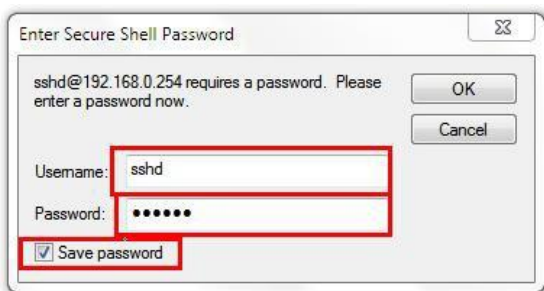 Enter Secure Shell Password
sshd@192.168.0.254 requires a password. Please
enter a password now.
OK
Cancel
Username: sshd
Password: ••••••
Save password